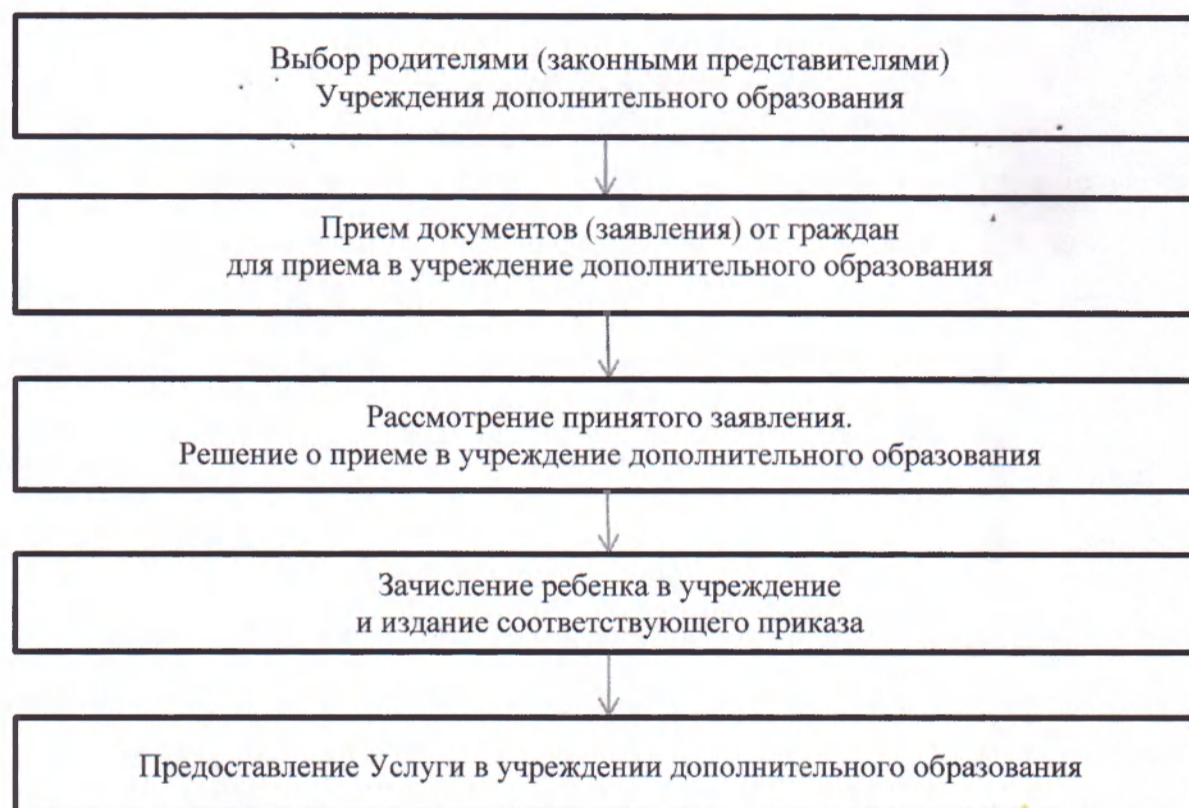 Выбор родителями (законными представителями)
Учреждения дополнительного образования
Прием документов (заявления) от граждан
для приема в учреждение дополнительного образования
Рассмотрение принятого заявления.
Решение о приеме в учреждение дополнительного образования
Зачисление ребенка в учреждение
и издание соответствующего приказа
Предоставление Услуги в учреждении дополнительного образования